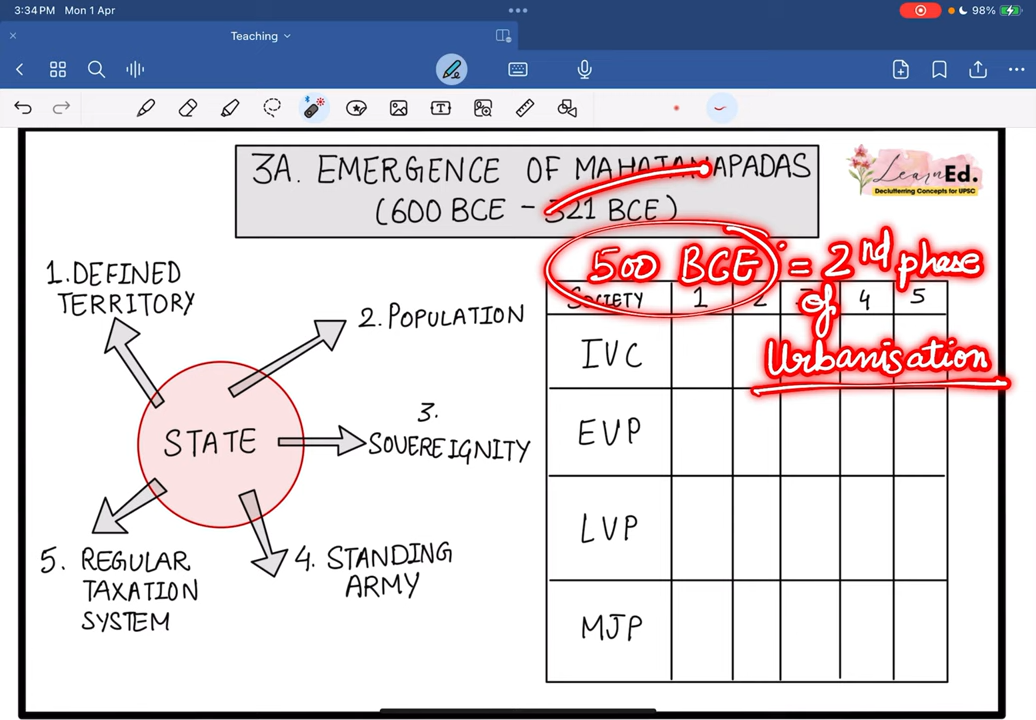 3:34 PM Mon 1 Apr
98%
Teaching
3A. EMERGENCE OF MAHAJANAPADAS
(600 BCE - 321 BCE)
LearnEd.
Decluttering Concepts for UPSC
500 BCE = 2nd phase
of
Urbanisation
1. DEFINED
TERRITORY
2. POPULATION
3.
SOVEREIGNITY
4. STANDING
ARMY
5. REGULAR
TAXATION
SYSTEM
STATE
SOCIETY 1 2 3 4 5
IVC
EVP
LVP
MJP